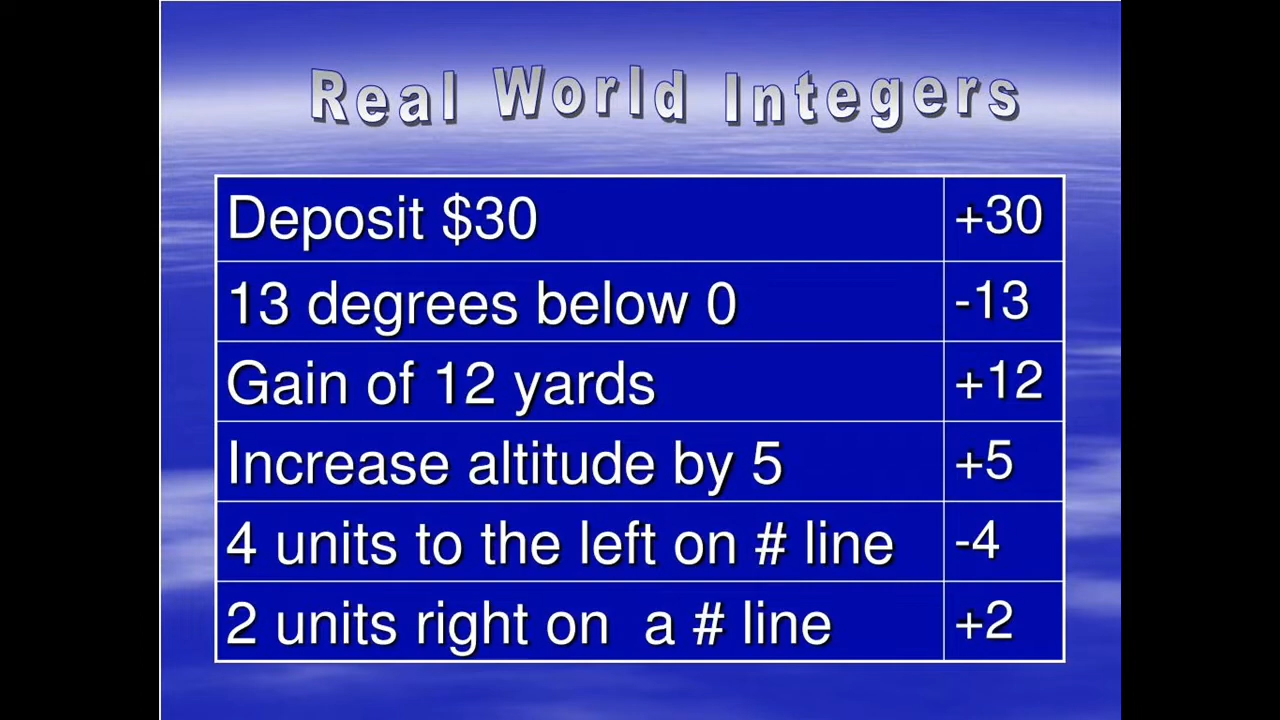 Real World Integers
Deposit $30 +30
13 degrees below 0 -13
Gain of 12 yards +12
Increase altitude by 5 +5
4 units to the left on # line -4
2 units right on a # line +2